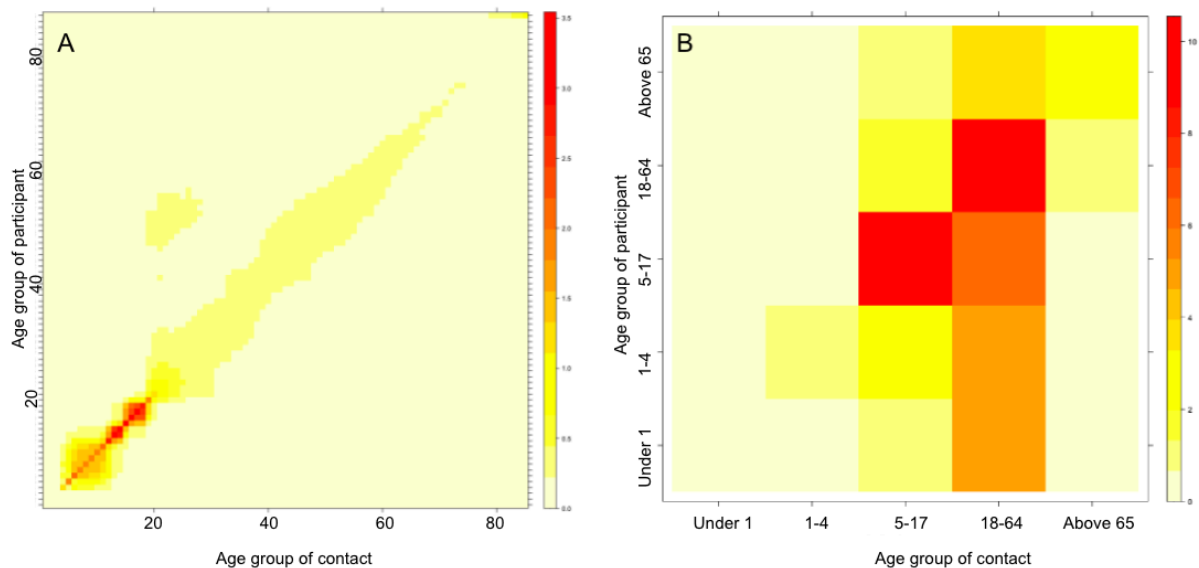 A
Age group of participant
80
60
40
20
20
40
60
80
Age group of contact
3.5
3.0
2.5
2.0
1.5
1.0
0.5
0.0
B
Age group of participant
Above 65
18-64
5-17
1-4
Under 1
Under 1
1-4
5-17
18-64
Above 65
Age group of contact
10
8
6
4
2
0